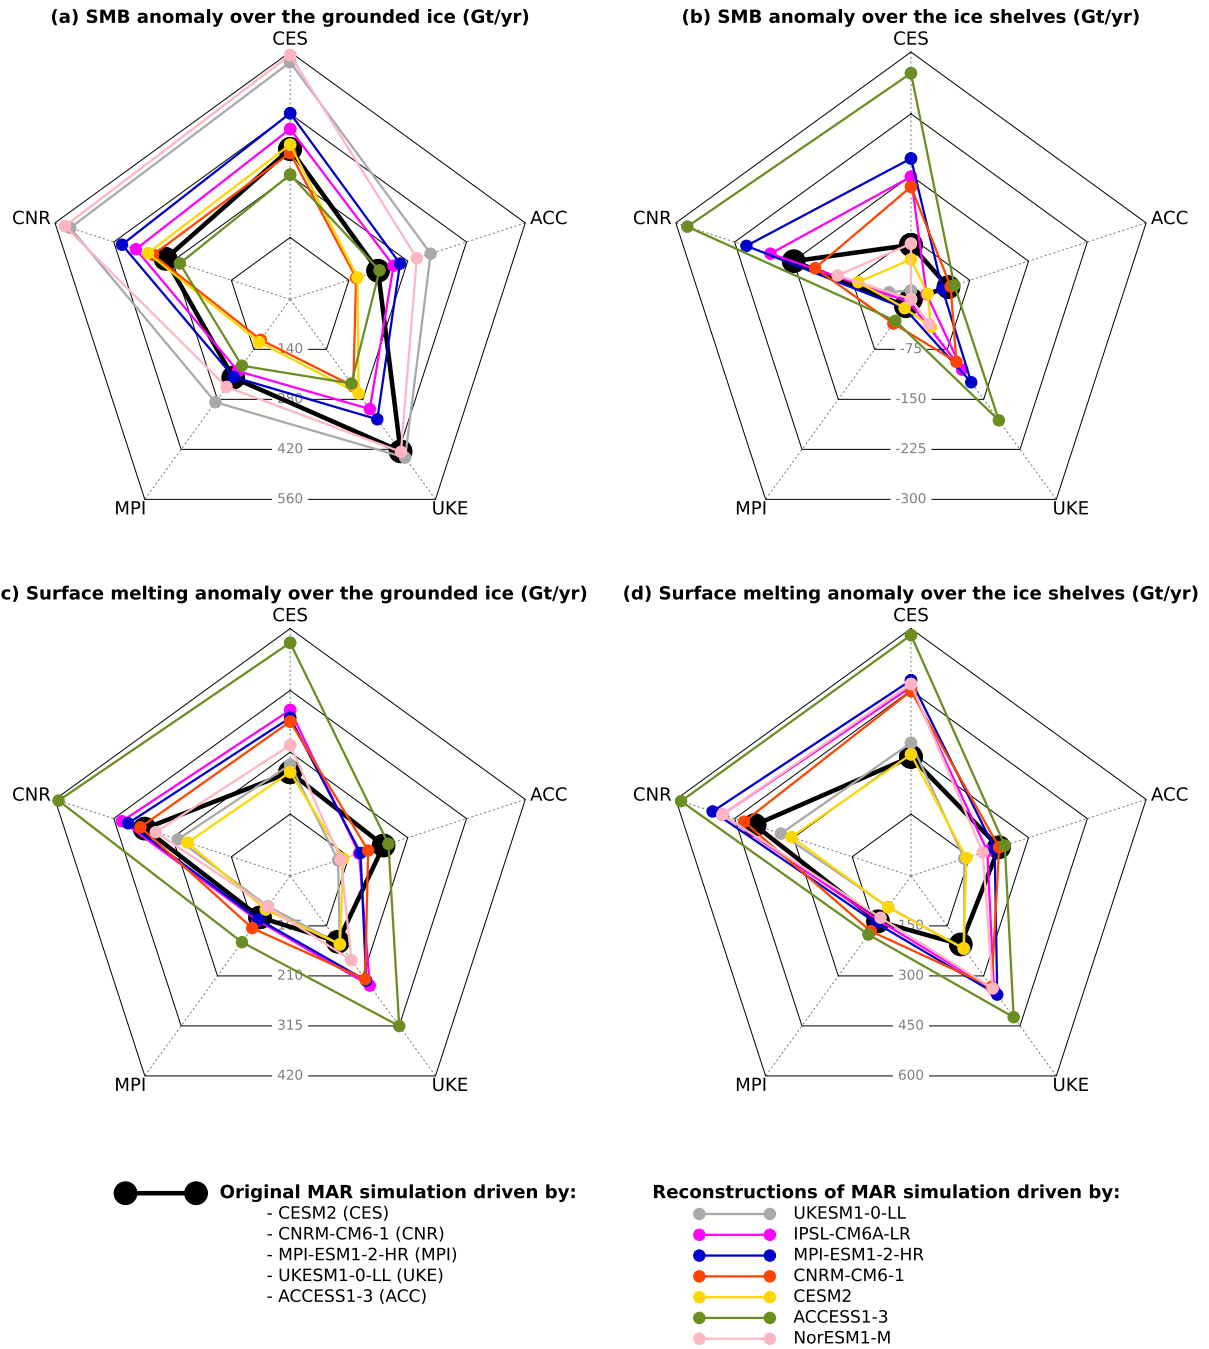 (a) SMB anomaly over the grounded ice (Gt/yr)
CES
ACC
CNR
140
280
420
560
MPI
UKE
(b) SMB anomaly over the ice shelves (Gt/yr)
CES
ACC
CNR
-75
-150
-225
-300
MPI
UKE
c) Surface melting anomaly over the grounded ice (Gt/yr)
CES
ACC
CNR
210
315
420
MPI
UKE
(d) Surface melting anomaly over the ice shelves (Gt/yr)
CES
ACC
CNR
150
300
450
600
MPI
UKE
Original MAR simulation driven by:
- CESM2 (CES)
- CNRM-CM6-1 (CNR)
- MPI-ESM1-2-HR (MPI)
- UKESM1-0-LL (UKE)
- ACCESS1-3 (ACC)
Reconstructions of MAR simulation driven by:
UKESM1-0-LL
IPSL-CM6A-LR
MPI-ESM1-2-HR
CNRM-CM6-1
CESM2
ACCESS1-3
NorESM1-M